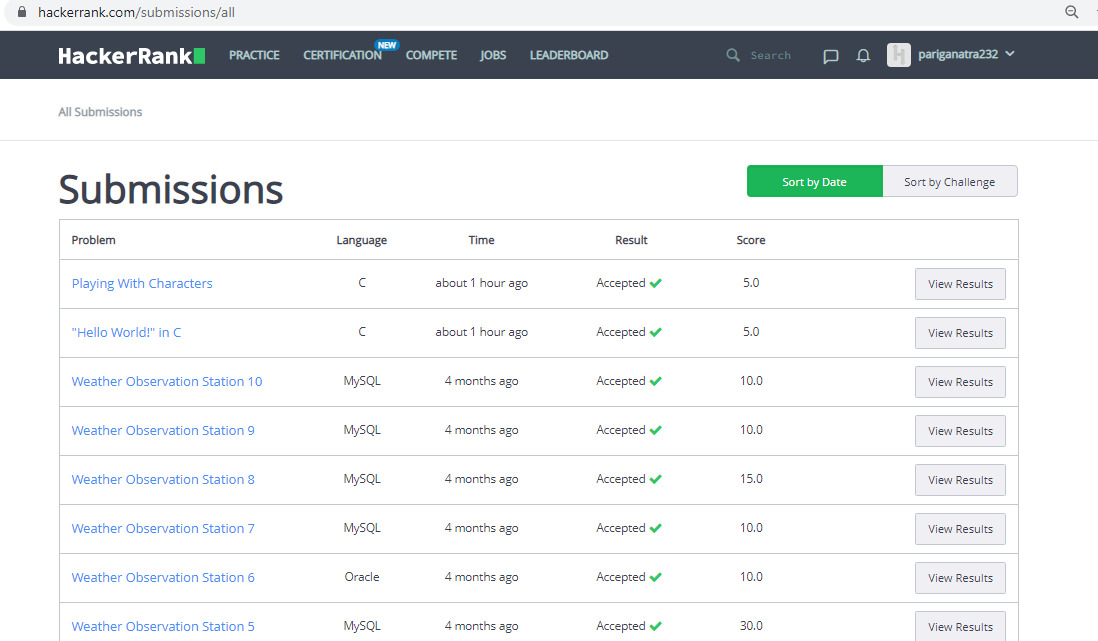 hackerrank.com/submissions/all
HackerRank PRACTICE CERTIFICATION NEW COMPETE JOBS LEADERBOARD Search pariganatra232
All Submissions
Submissions Sort by Date Sort by Challenge
Problem Language Time Result Score
Playing With Characters C about 1 hour ago Accepted 5.0 View Results
"Hello World!" in C C about 1 hour ago Accepted 5.0 View Results
Weather Observation Station 10 MySQL 4 months ago Accepted 10.0 View Results
Weather Observation Station 9 MySQL 4 months ago Accepted 10.0 View Results
Weather Observation Station 8 MySQL 4 months ago Accepted 15.0 View Results
Weather Observation Station 7 MySQL 4 months ago Accepted 10.0 View Results
Weather Observation Station 6 Oracle 4 months ago Accepted 10.0 View Results
Weather Observation Station 5 MySQL 4 months ago Accepted 30.0 View Results